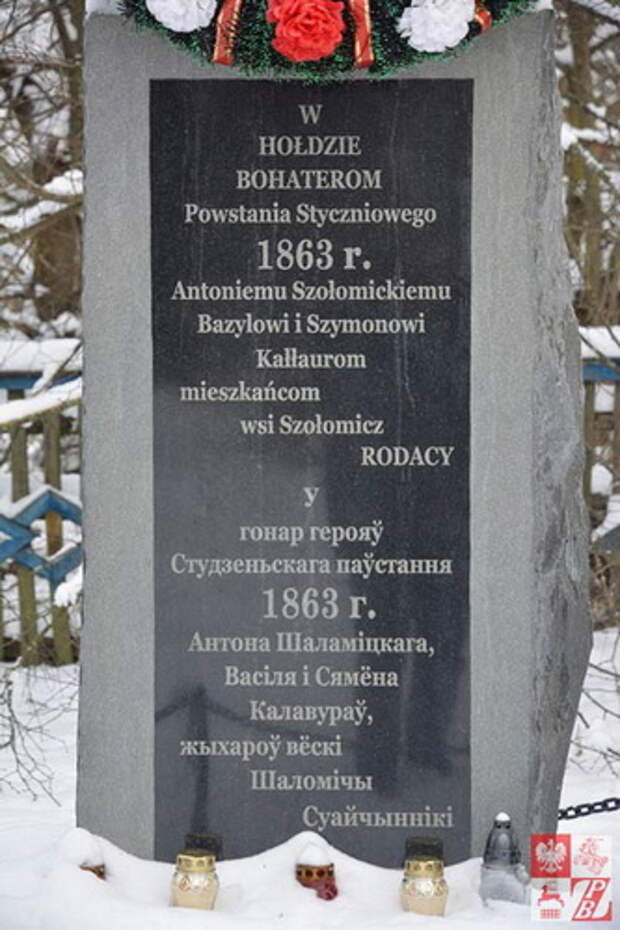 W
HOŁDZIE
BOHATEROM
Powstania Styczniowego
1863 r.
Antoniemu Szołomickiemu
Bazylowi i Szymonowi
Kałłaurom
mieszkańcom
wsi Szołomicz
RODACY
У
гонар герояў
Студзеньскага паўстання
1863 г.
Антона Шаламіцкага,
Васіля і Сямёна
Калавураў,
жыхароў вёскі
Шаломічы
Суайчыннікі
ZPB